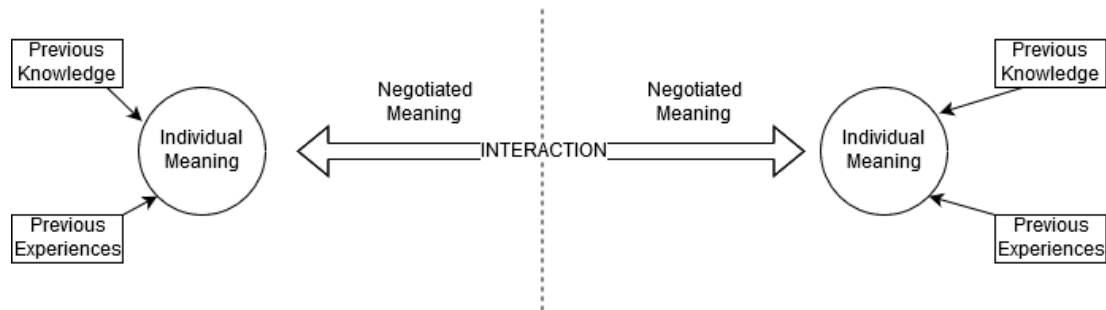 Previous
Knowledge
Previous
Knowledge
Negotiated
Meaning
Negotiated
Meaning
Individual
Meaning
INTERACTION
Individual
Meaning
Previous
Experiences
Previous
Experiences